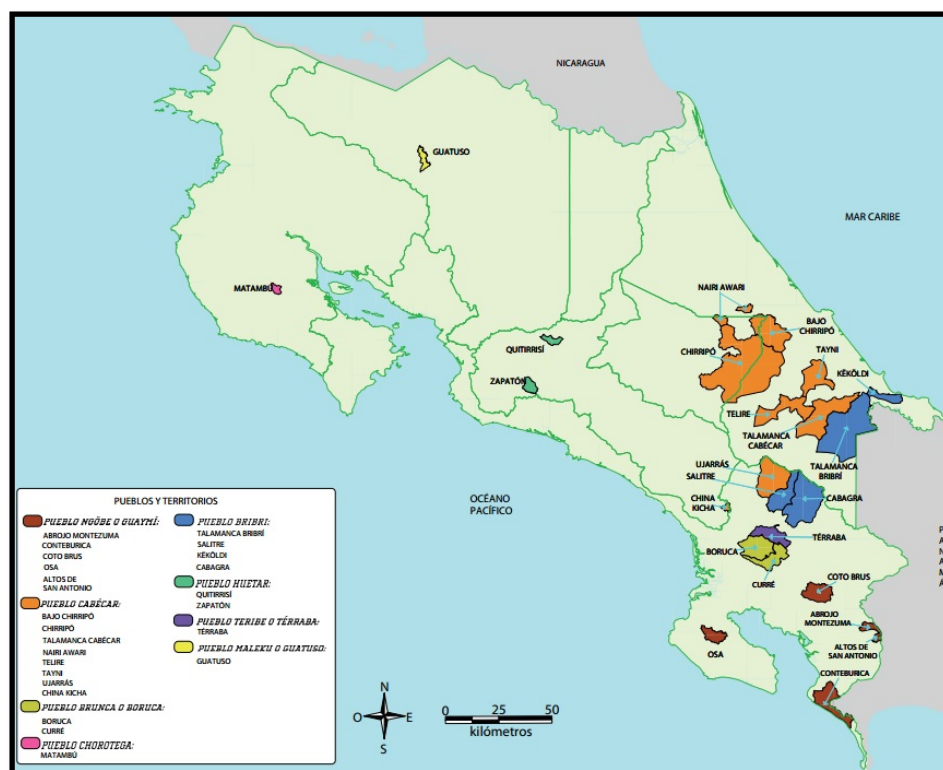 NICARAGUA
GUATUSO
MAR CARIBE
MATAMBÚ
NAIRI AWARI
BAJO
CHIRRIPÓ
QUITIRRISÍ
CHIRRIPÓ
TAYNI
ZAPATÓN
KÉKÖLDI
TELIRE
TALAMANCA
CABÉCAR
UJARRÁS
SALITRE
TALAMANCA
BRIBRÍ
OCÉANO
PACÍFICO
CHINA
KICHA
CABAGRA
BORUCA
TÉRRABA
CURRÉ
COTO BRUS
ABROJO
MONTEZUMA
OSA
ALTOS DE
SAN ANTONIO
CONTEBURICA
PUEBLOS Y TERRITORIOS
PUEBLO NGÖBE O GUAYMÍ:
ABROJO MONTEZUMA
CONTEBURICA
COTO BRUS
OSA
ALTOS DE
SAN ANTONIO
PUEBLO CABÉCAR:
BAJO CHIRRIPÓ
CHIRRIPÓ
TALAMANCA CABÉCAR
NAIRI AWARI
TELIRE
TAYNI
UJARRÁS
CHINA KICHA
PUEBLO BRUNCA O BORUCA:
BORUCA
CURRÉ
PUEBLO CHOROTEGA:
MATAMBÚ
PUEBLO BRIBRI:
TALAMANCA BRIBRÍ
SALITRE
KÉKÖLDI
CABAGRA
PUEBLO HUETAR:
QUITIRRISÍ
ZAPATÓN
PUEBLO TERIBE O TÉRRABA:
TÉRRABA
PUEBLO MALEKU O GUATUSO:
GUATUSO
N
O E
S
0 25 50
kilómetros